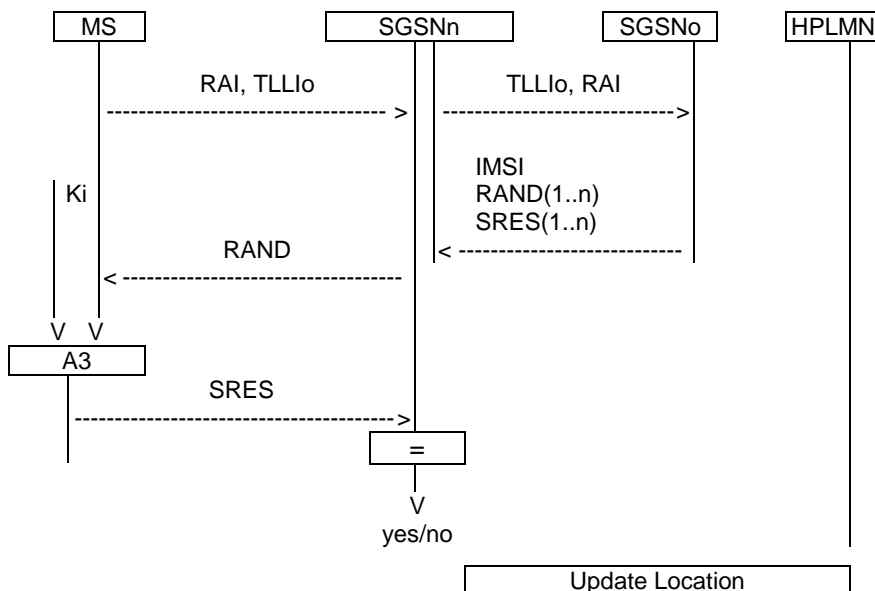 MS SGSNn SGSNo HPLMN
RAI, TLLIo TLLIo, RAI
IMSI
Ki RAND(1..n)
SRES(1..n)
RAND
V V
A3
SRES
=
V
yes/no
Update Location